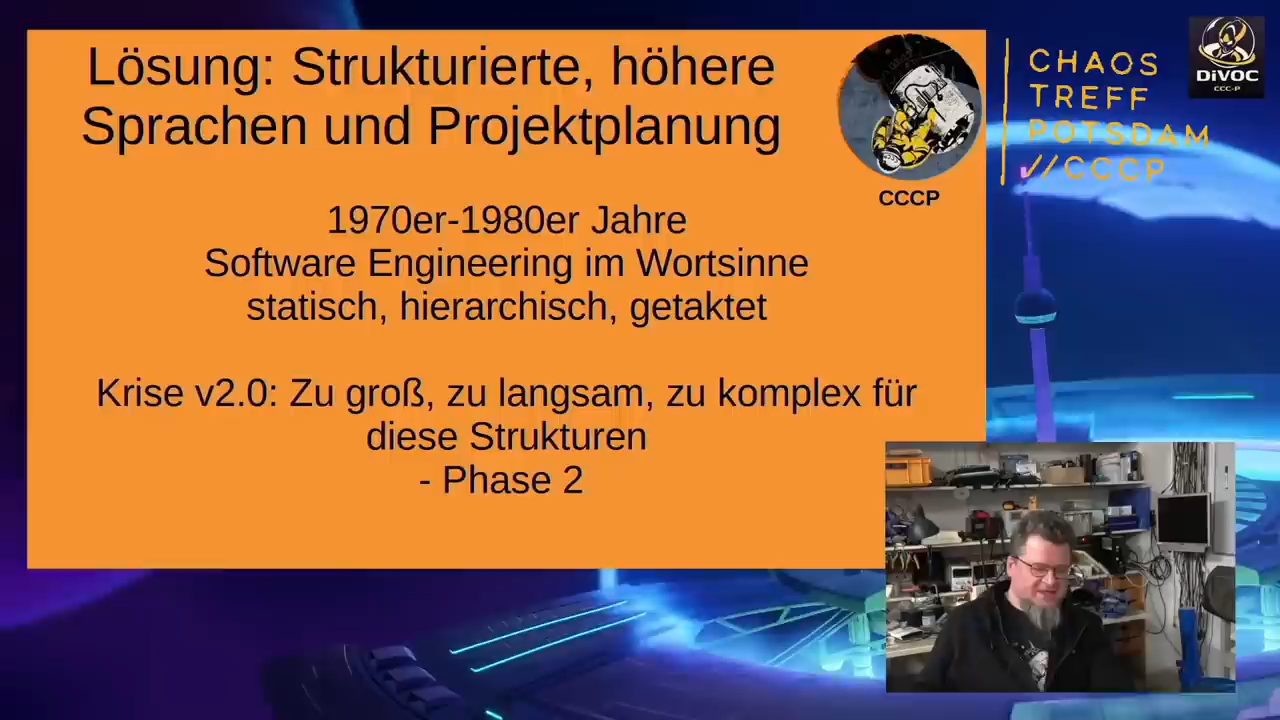 Lösung: Strukturierte, höhere
Sprachen und Projektplanung
CCCP
1970er-1980er Jahre
Software Engineering im Wortsinne
statisch, hierarchisch, getaktet
Krise v2.0: Zu groß, zu langsam, zu komplex für
diese Strukturen
- Phase 2
CHAOS
TREFF
POTSDAM
//CCCP
DiVOC
CCC-P